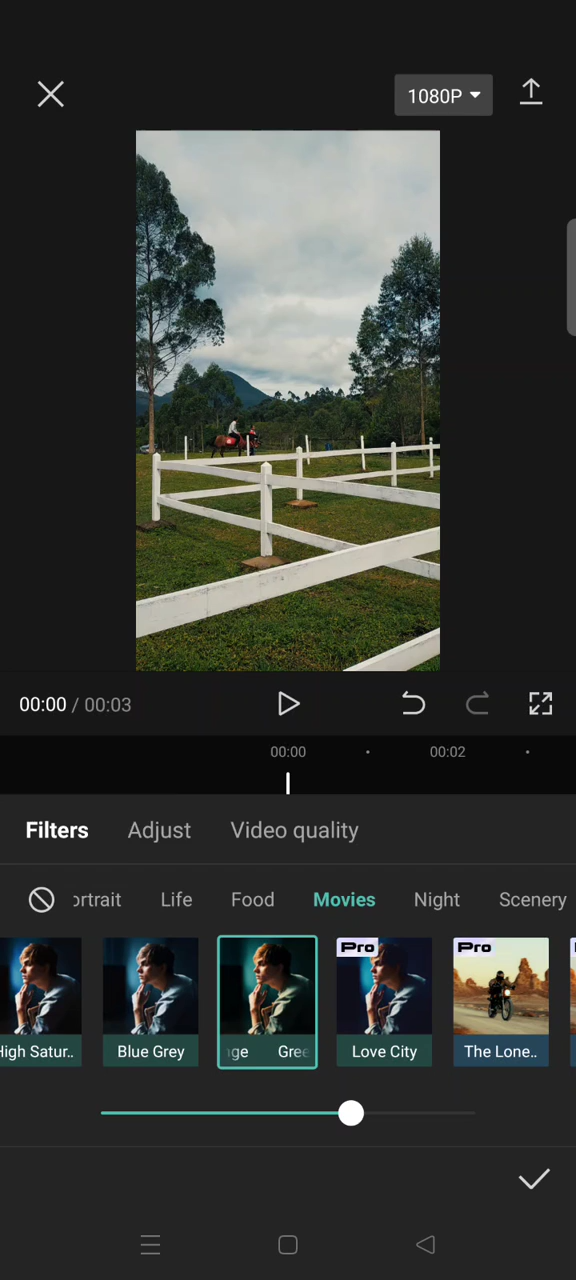 1080P
00:00 / 00:03
00:00 00:02
Filters Adjust Video quality
ortrait Life Food Movies Night Scenery
Pro Pro
High Satur.. Blue Grey nge Gree Love City The Lone..